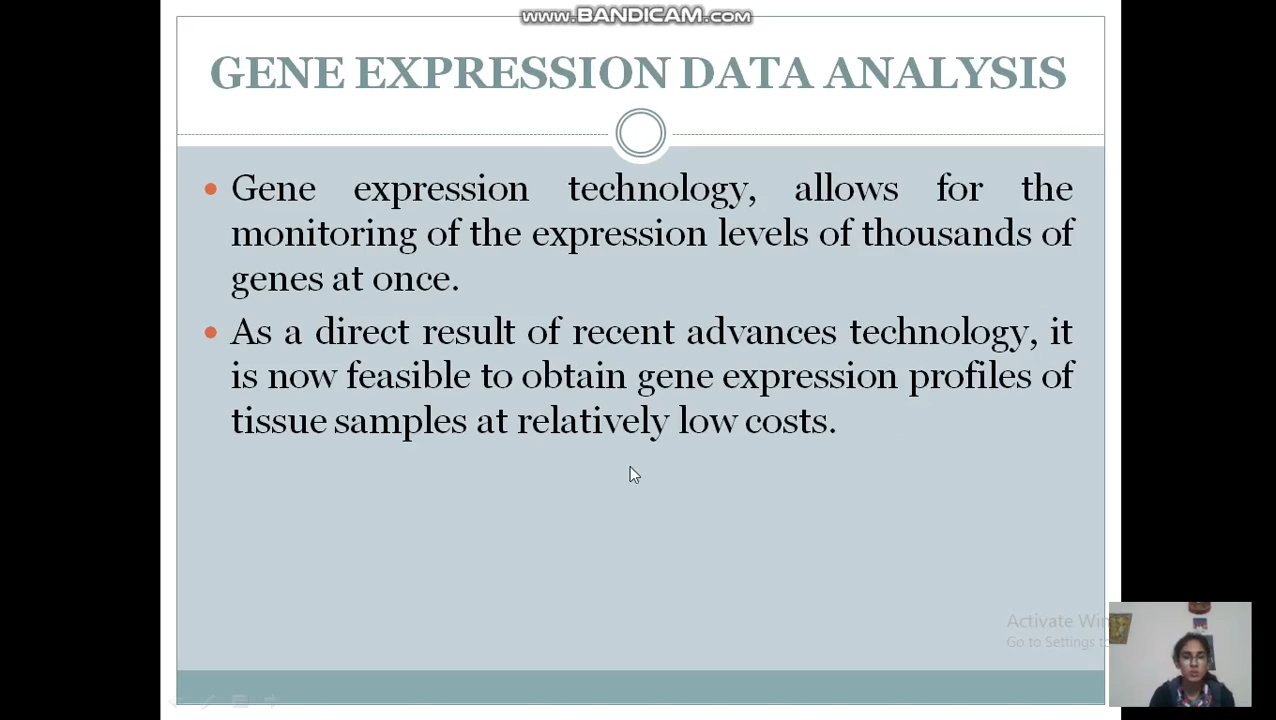 www.BANDICAM.com
GENE EXPRESSION DATA ANALYSIS
Gene expression technology, allows for the
monitoring of the expression levels of thousands of
genes at once.
As a direct result of recent advances technology, it
is now feasible to obtain gene expression profiles of
tissue samples at relatively low costs.
Activate Win
Go to Settings to